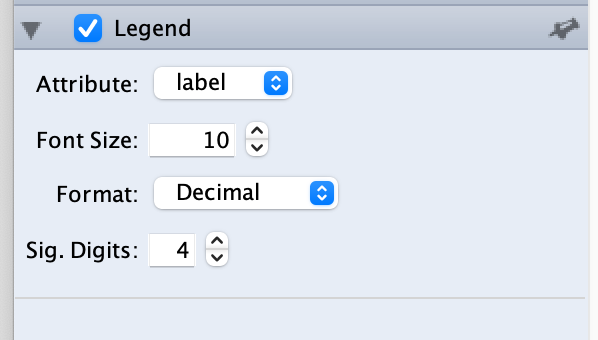 Legend
Attribute: label
Font Size: 10
Format: Decimal
Sig. Digits: 4